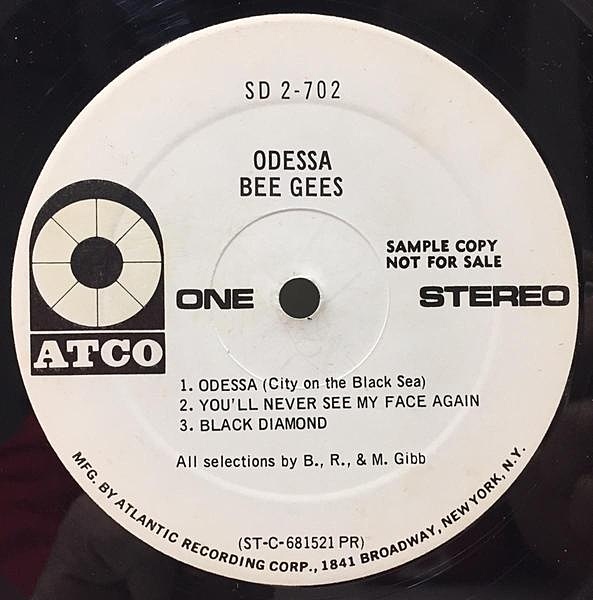 SD 2-702
ODESSA
BEE GEES
SAMPLE COPY
NOT FOR SALE
ONE
STEREO
ATCO
1. ODESSA (City on the Black Sea)
2. YOU'LL NEVER SEE MY FACE AGAIN
3. BLACK DIAMOND
All selections by B., R., & M. Gibb
(ST-C-681521 PR)
MFG. BY ATLANTIC RECORDING CORP., 1841 BROADWAY, NEW YORK, N.Y.